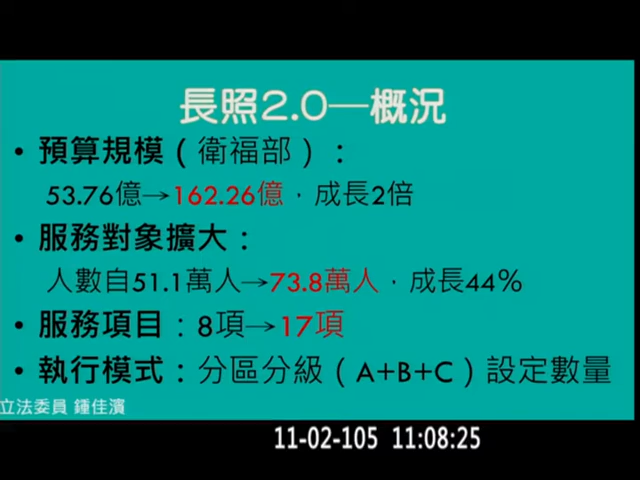 長照2.0—概況
• 預算規模（衛福部）：
53.76億→162.26億，成長2倍
• 服務對象擴大：
人數自51.1萬人→73.8萬人，成長44%
• 服務項目：8項→17項
• 執行模式：分區分級（A+B+C）設定數量
立法委員 鍾佳濱
11-02-105 11:08:25